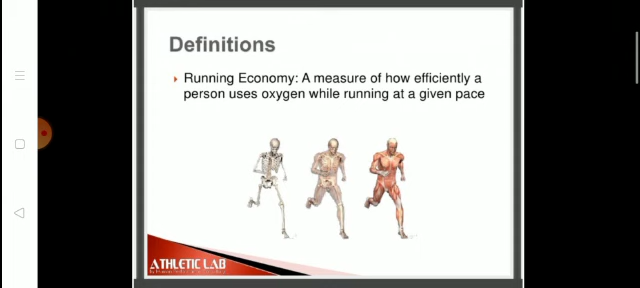 Definitions
Running Economy: A measure of how efficiently a
person uses oxygen while running at a given pace
ATHLETIC LAB